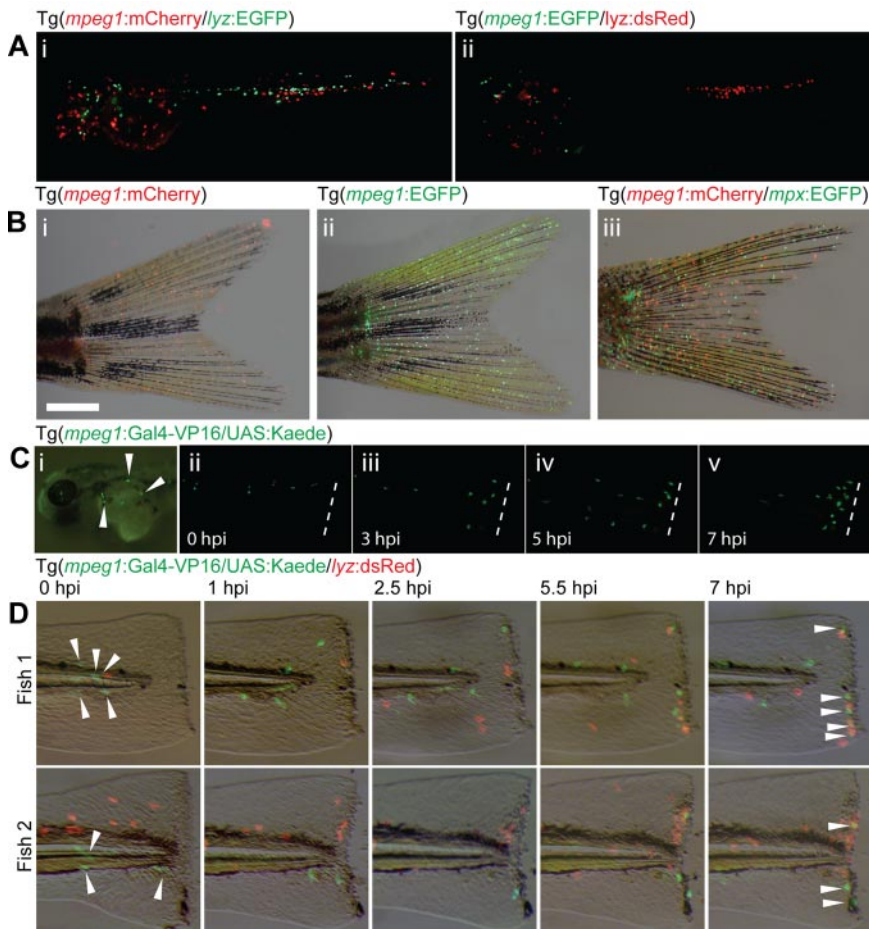 Tg(mpeg1:mCherry/lyz:EGFP)
Tg(mpeg1:EGFP/lyz:dsRed)
A
i
ii
Tg(mpeg1:mCherry)
Tg(mpeg1:EGFP)
Tg(mpeg1:mCherry/mpx:EGFP)
B
i
ii
iii
Tg(mpeg1:Gal4-VP16/UAS:Kaede)
C
i
ii
iii
iv
v
0 hpi
3 hpi
5 hpi
7 hpi
Tg(mpeg1:Gal4-VP16/UAS:Kaede/lyz:dsRed)
0 hpi
1 hpi
2.5 hpi
5.5 hpi
7 hpi
D
Fish 1
Fish 2